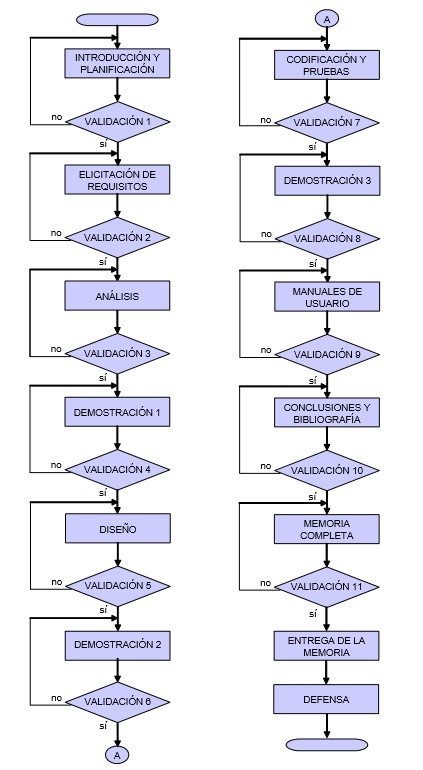 INTRODUCCIÓN Y
PLANIFICACIÓN
no
VALIDACIÓN 1
sí
ELICITACIÓN DE
REQUISITOS
no
VALIDACIÓN 2
sí
ANÁLISIS
no
VALIDACIÓN 3
sí
DEMOSTRACIÓN 1
no
VALIDACIÓN 4
sí
DISEÑO
no
VALIDACIÓN 5
sí
DEMOSTRACIÓN 2
no
VALIDACIÓN 6
sí
A
A
CODIFICACIÓN Y
PRUEBAS
no
VALIDACIÓN 7
sí
DEMOSTRACIÓN 3
no
VALIDACIÓN 8
sí
MANUALES DE
USUARIO
no
VALIDACIÓN 9
sí
CONCLUSIONES Y
BIBLIOGRAFÍA
no
VALIDACIÓN 10
sí
MEMORIA
COMPLETA
no
VALIDACIÓN 11
sí
ENTREGA DE LA
MEMORIA
DEFENSA